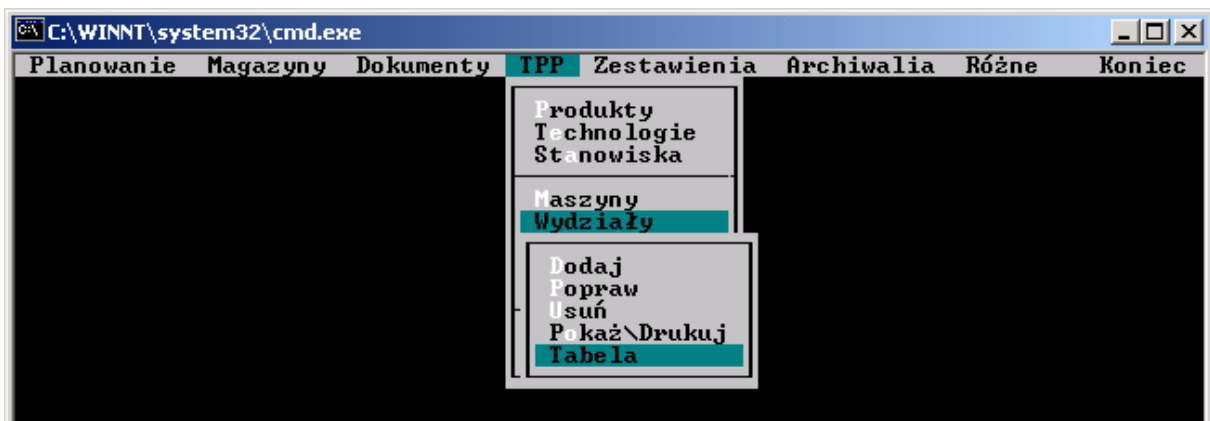 C:\WINNT\system32\cmd.exe
Planowanie Magazyny Dokumenty TPP Zestawienia Archiwalia Różne Koniec
Produkty
Technologie
Stanowiska
Maszyny
Wydziały
Dodaj
Popraw
Usuń
Pokaż\Drukuj
Tabela